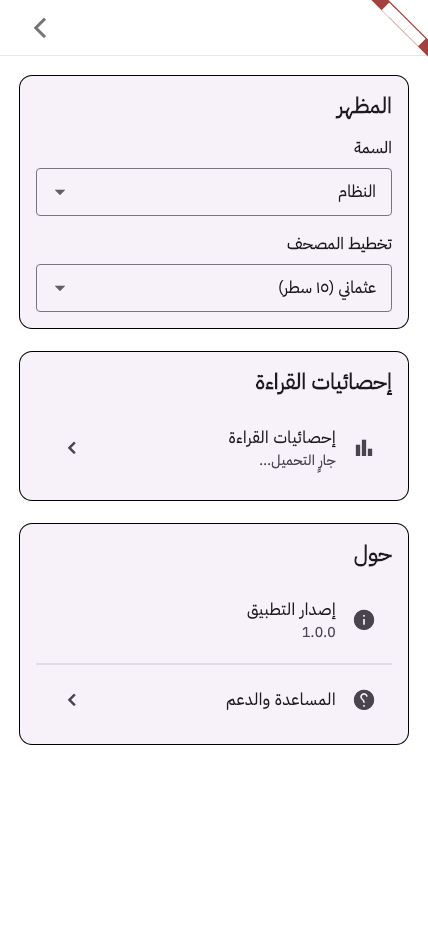 المظهر
السمة
النظام
تخطيط المصحف
عثماني (١٥ سطر)
إحصائيات القراءة
إحصائيات القراءة
جارٍ التحميل...
حول
إصدار التطبيق
1.0.0
المساعدة والدعم